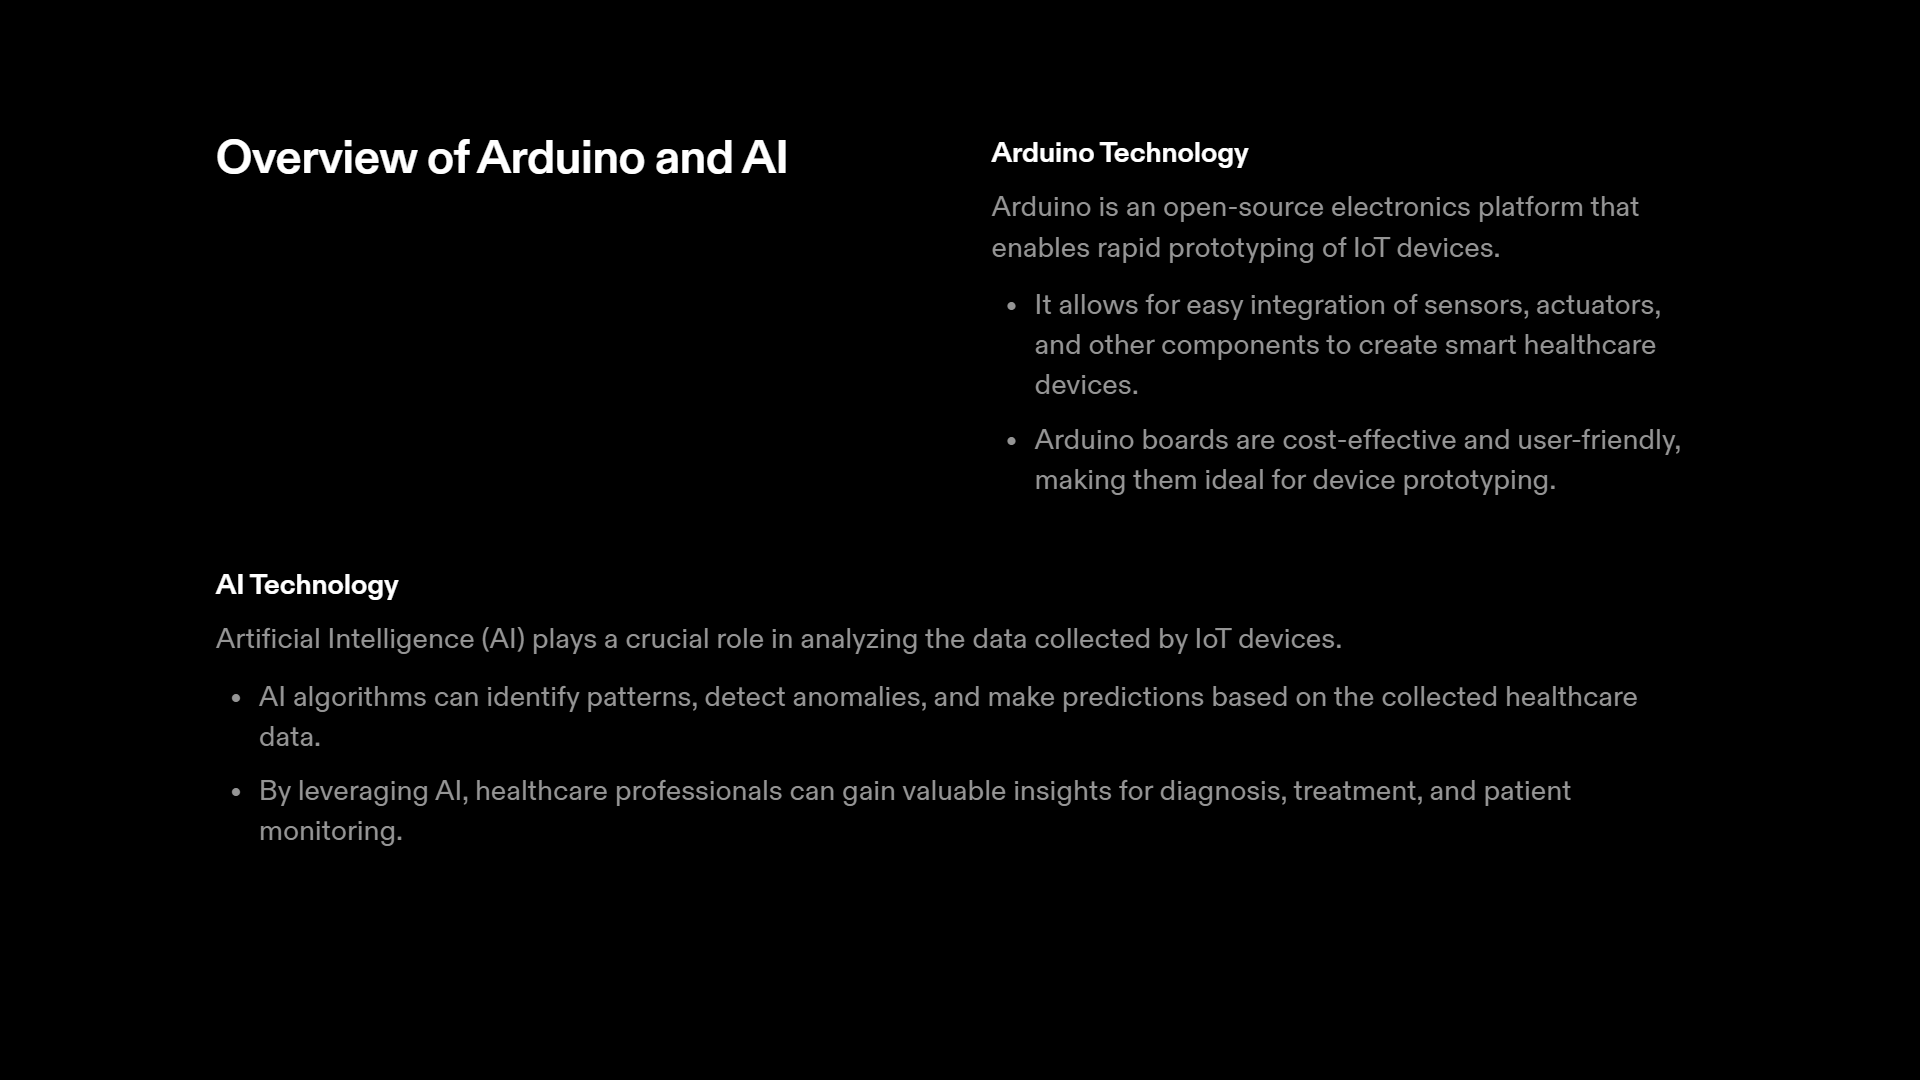 Overview of Arduino and AI
Arduino Technology
Arduino is an open-source electronics platform that
enables rapid prototyping of IoT devices.
• It allows for easy integration of sensors, actuators,
and other components to create smart healthcare
devices.
• Arduino boards are cost-effective and user-friendly,
making them ideal for device prototyping.
AI Technology
Artificial Intelligence (AI) plays a crucial role in analyzing the data collected by IoT devices.
• AI algorithms can identify patterns, detect anomalies, and make predictions based on the collected healthcare
data.
• By leveraging AI, healthcare professionals can gain valuable insights for diagnosis, treatment, and patient
monitoring.